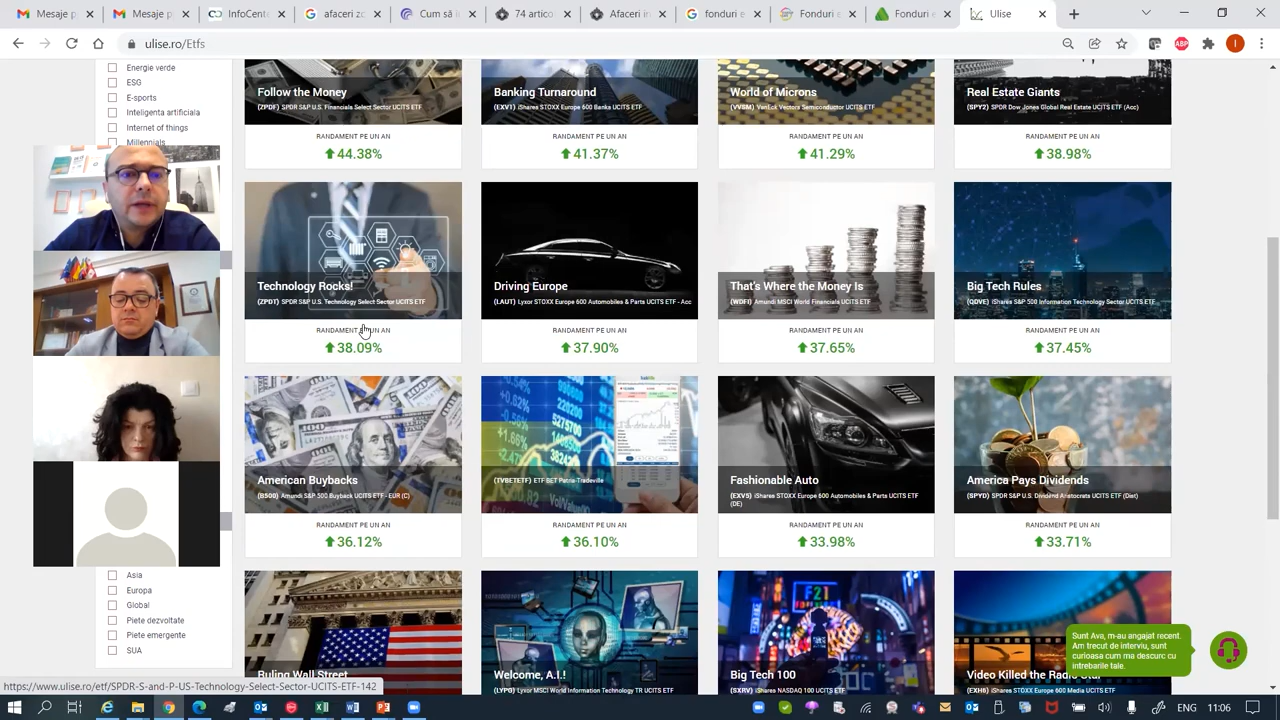 Inbox
Inbox
InfoCent
afaceri în
Cum să i
74 aforism
Afaceri in
Fonduri c
Fonduri e
Ulise
ulise.ro/Etfs
ABP
I
Energie verde
ESG
E-sports
Inteligenta artificiala
Internet of things
Millennials
Follow the Money
(ZPDF) SPDR S&P U.S. Financials Select Sector UCITS ETF
RANDAMENT PE UN AN
44.38%
Banking Turnaround
(EXV1) iShares STOXX Europe 600 Banks UCITS ETF
RANDAMENT PE UN AN
41.37%
World of Microns
(VVSM) VanEck Vectors Semiconductor UCITS ETF
RANDAMENT PE UN AN
41.29%
Real Estate Giants
(SPY2) SPDR Dow Jones Global Real Estate UCITS ETF (Acc)
RANDAMENT PE UN AN
38.98%
Technology Rocks!
(ZPDT) SPDR S&P U.S. Technology Select Sector UCITS ETF
RANDAMENT PE UN AN
38.09%
Driving Europe
(LAUT) Lyxor STOXX Europe 600 Automobiles & Parts UCITS ETF - Acc
RANDAMENT PE UN AN
37.90%
That's Where the Money Is
(WDFI) Amundi MSCI World Financials UCITS ETF
RANDAMENT PE UN AN
37.65%
Big Tech Rules
(QDVE) iShares S&P 500 Information Technology Sector UCITS ETF
RANDAMENT PE UN AN
37.45%
American Buybacks
(B500) Amundi S&P 500 Buyback UCITS ETF - EUR (C)
RANDAMENT PE UN AN
36.12%
(TVBETETF) ETF BET Patria-Tradeville
RANDAMENT PE UN AN
36.10%
Fashionable Auto
(EXV5) iShares STOXX Europe 600 Automobiles & Parts UCITS ETF
(DE)
RANDAMENT PE UN AN
33.98%
America Pays Dividends
(SPYD) SPDR S&P U.S. Dividend Aristocrats UCITS ETF (Dist)
RANDAMENT PE UN AN
33.71%
Asia
Europa
Global
Piete dezvoltate
Piete emergente
SUA
Ruling Wall Street
Welcome, A.I.!
(LYPG) Lyxor MSCI World Information Technology TR UCITS ETF
F21
Big Tech 100
(SXRV) iShares NASDAQ 100 UCITS ETF
Video Killed the Radio Star
(EXH6) iShares STOXX Europe 600 Media UCITS ETF
Sunt Ava, m-au angajat recent.
Am trecut de interviu, sunt
curioasa cum ma descurc cu
intrebarile tale.
https://www.ulise.ro/etf/SPDR-S-and-P-US-Technology-Select-Sector-UCITS-ETF-142
ENG
11:06